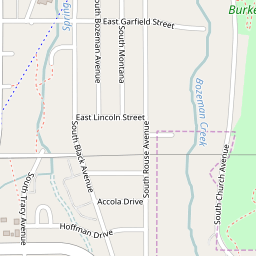 Burke
East Garfield Street
Springs
South Bozeman Avenue
South Montana
Bozeman Creek
East Lincoln Street
South Black Avenue
South Rouse Avenue
South Church Avenue
South Tracy Avenue
Accola Drive
Hoffman Drive